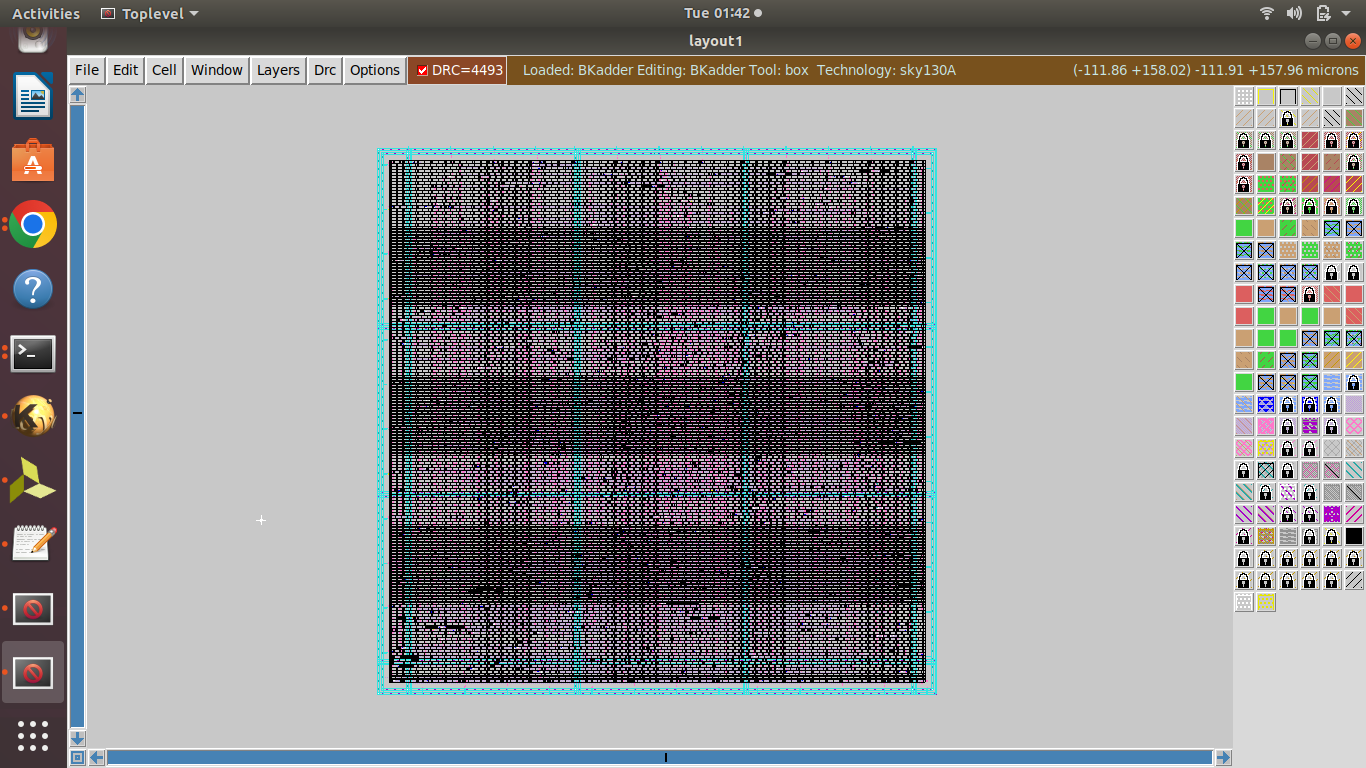 Activities Toplevel Tue 01:42
layout1
File Edit Cell Window Layers Drc Options DRC=4493 Loaded: BKadder Editing: BKadder Tool: box Technology: sky130A (-111.86 +158.02) -111.91 +157.96 microns